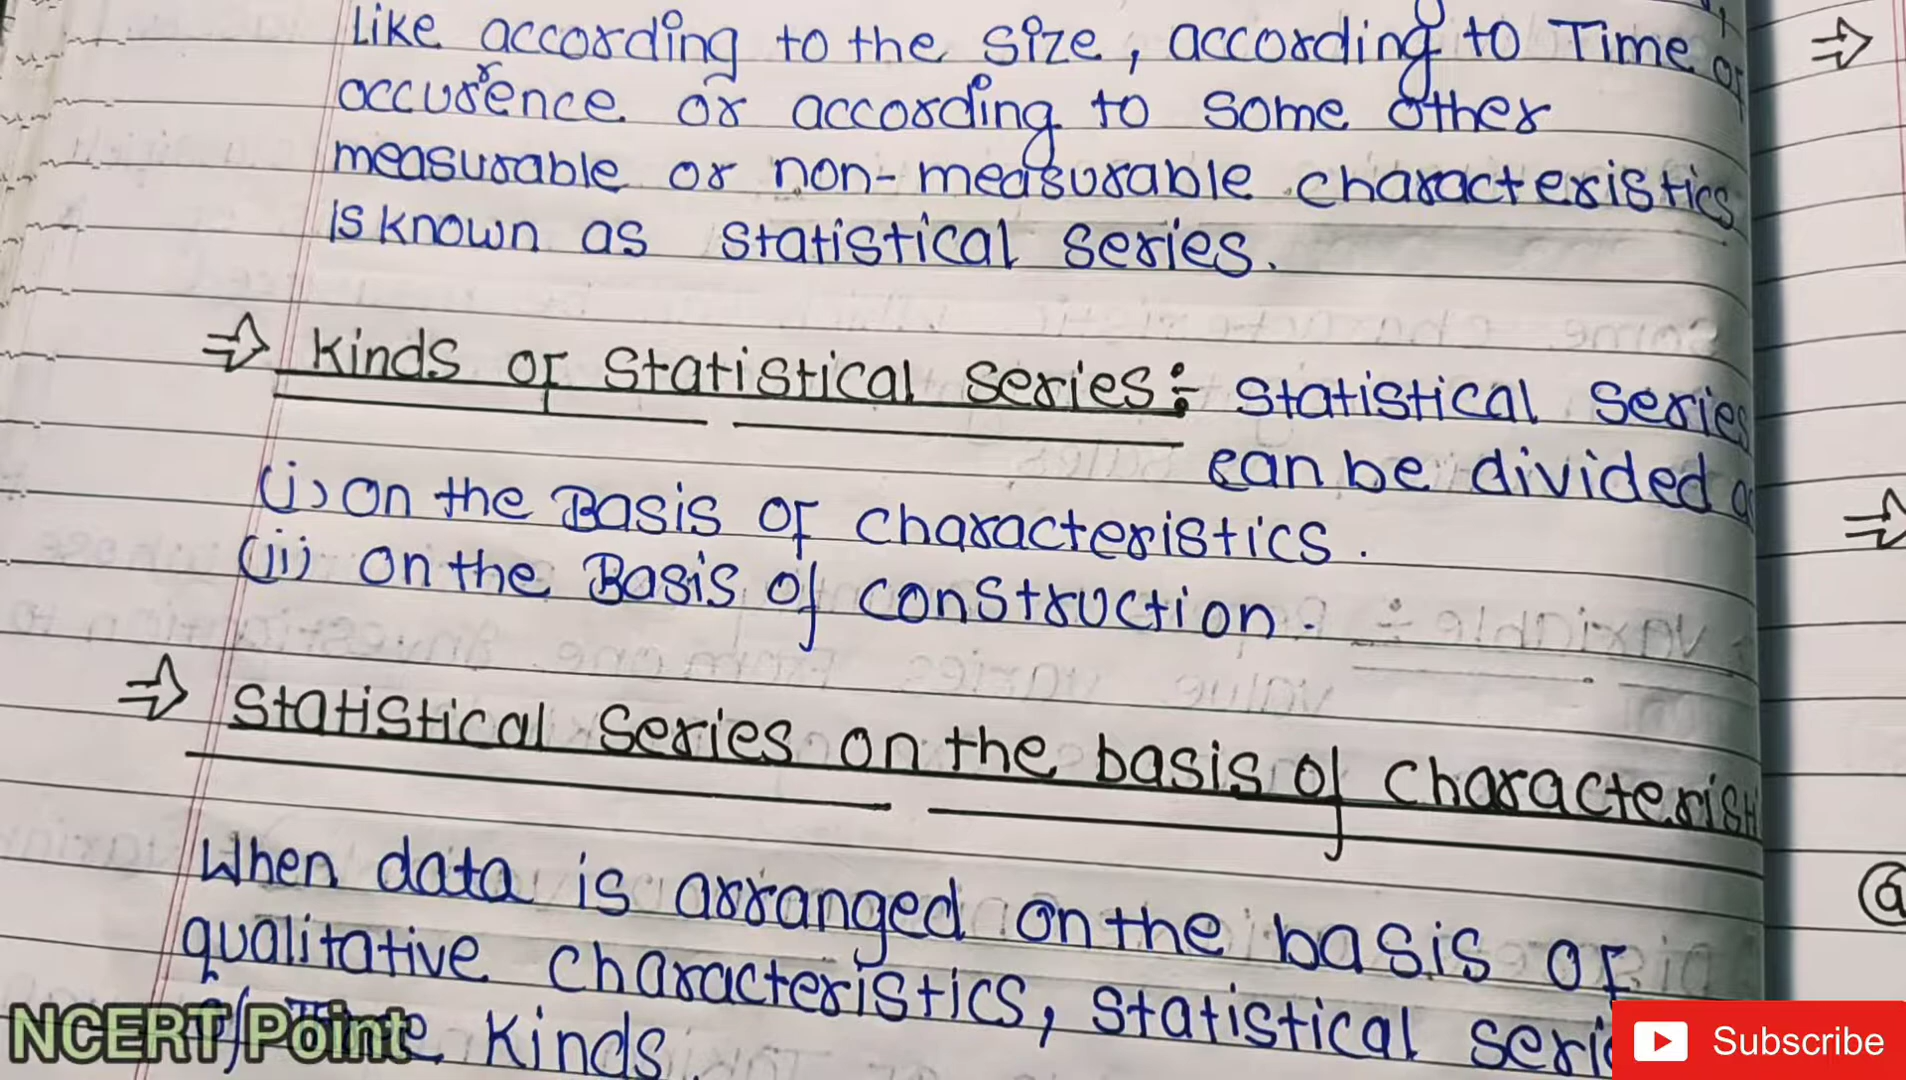 like according to the size, according to Time of
occurence or according to some other
measurable or non-measurable characteristics
is known as statistical series.
⇒ Kinds of Statistical series:- Statistical Series
can be divided
(i) on the Basis of characteristics.
(ii) on the Basis of construction.
⇒ Statistical Series on the basis of Characterist
When data is arranged on the basis of
qualitative characteristics, statistical seri
Kinds.
NCERT Point
Subscribe